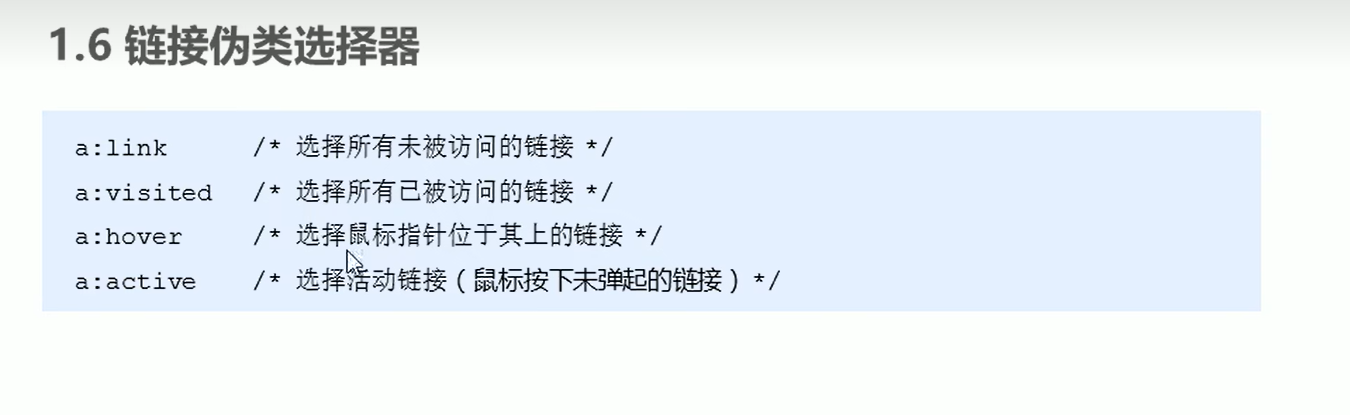 1.6 链接伪类选择器
a:link /* 选择所有未被访问的链接 */
a:visited /* 选择所有已被访问的链接 */
a:hover /* 选择鼠标指针位于其上的链接 */
a:active /* 选择活动链接（鼠标按下未弹起的链接）*/